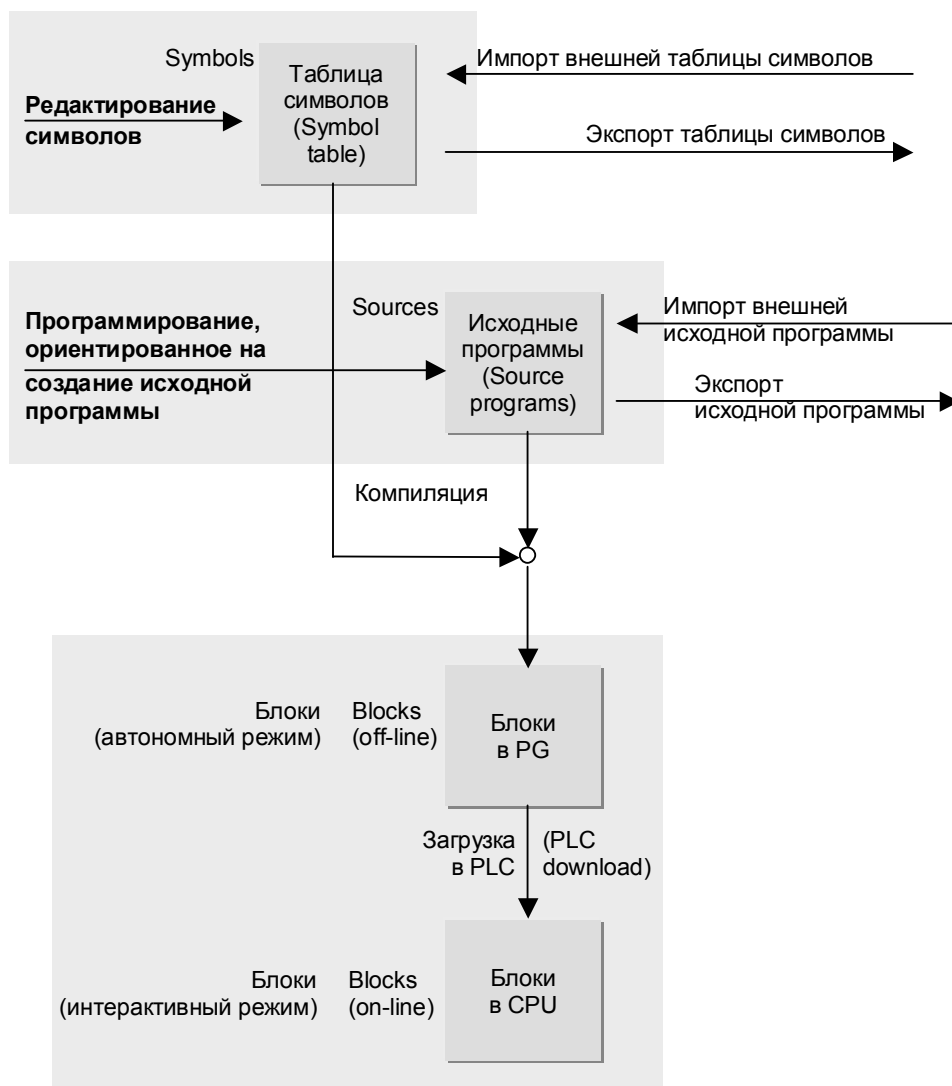 Symbols
Таблица
символов
(Symbol
table)
Редактирование
символов
Импорт внешней таблицы символов
Экспорт таблицы символов
Sources
Исходные
программы
(Source
programs)
Программирование,
ориентированное на
создание исходной
программы
Импорт внешней
исходной программы
Экспорт
исходной программы
Компиляция
Блоки
(автономный режим)
Blocks
(off-line)
Блоки
в PG
Загрузка
в PLC
(PLC
download)
Блоки
(интерактивный режим)
Blocks
(on-line)
Блоки
в CPU